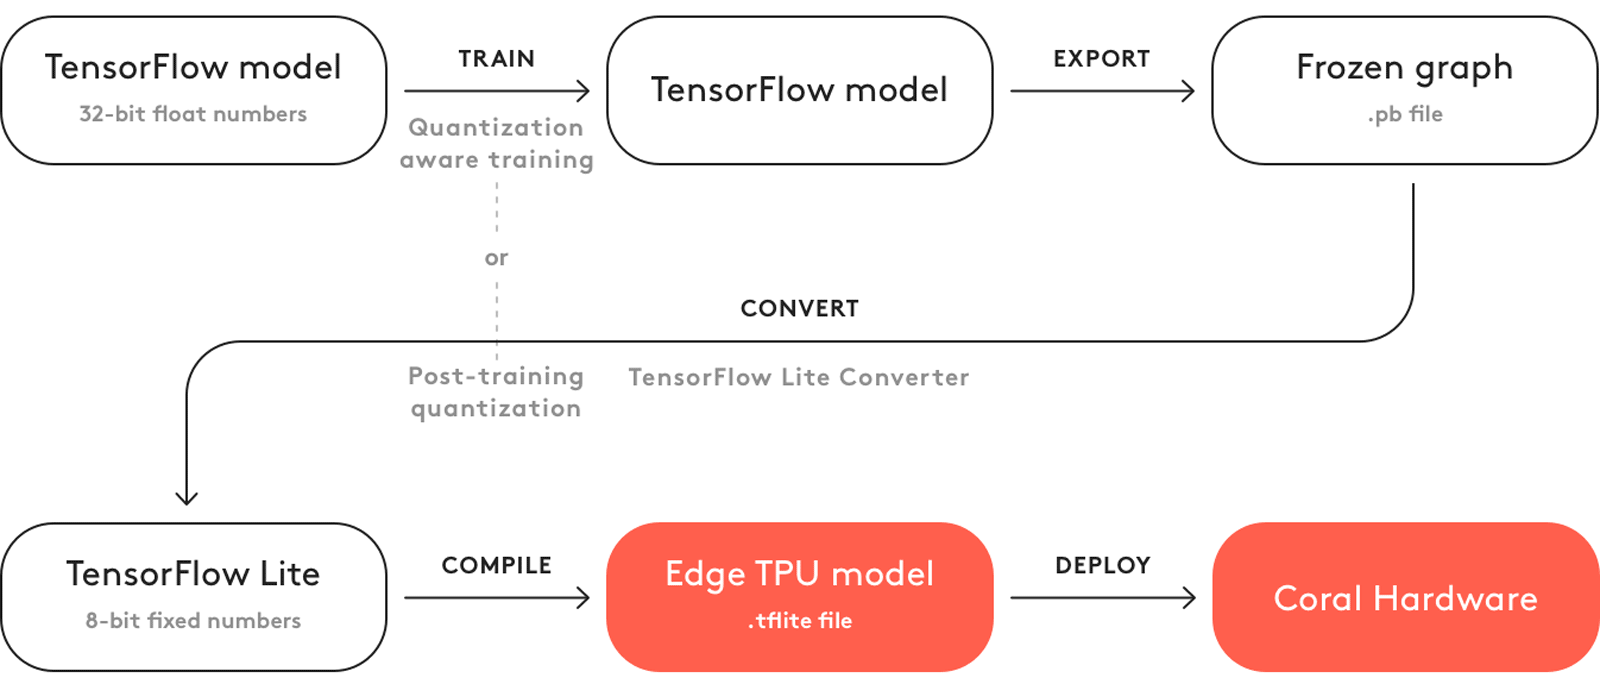 TensorFlow model
32-bit float numbers
TRAIN
Quantization
aware training
or
Post-training
quantization
TensorFlow model
EXPORT
Frozen graph
.pb file
CONVERT
TensorFlow Lite Converter
TensorFlow Lite
8-bit fixed numbers
COMPILE
Edge TPU model
.tflite file
DEPLOY
Coral Hardware